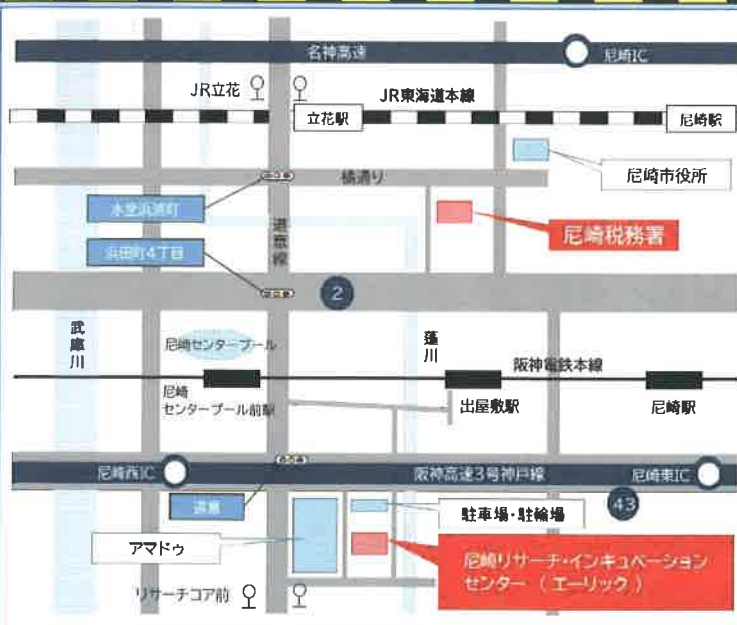 名神高速
尼崎IC
JR立花
JR東海道本線
立花駅
尼崎駅
尼崎市役所
橘通り
水堂浜清町
尼崎税務署
道意線
浜田町4丁目
2
武庫川
尼崎センタープール
蓬川
阪神電鉄本線
尼崎
センタープール前駅
出屋敷駅
尼崎駅
尼崎西IC
阪神高速3号神戸線
尼崎東IC
道意
43
駐車場・駐輪場
アマドゥ
尼崎リサーチ・インキュベーション
センター ( エーリック )
リサーチコア前